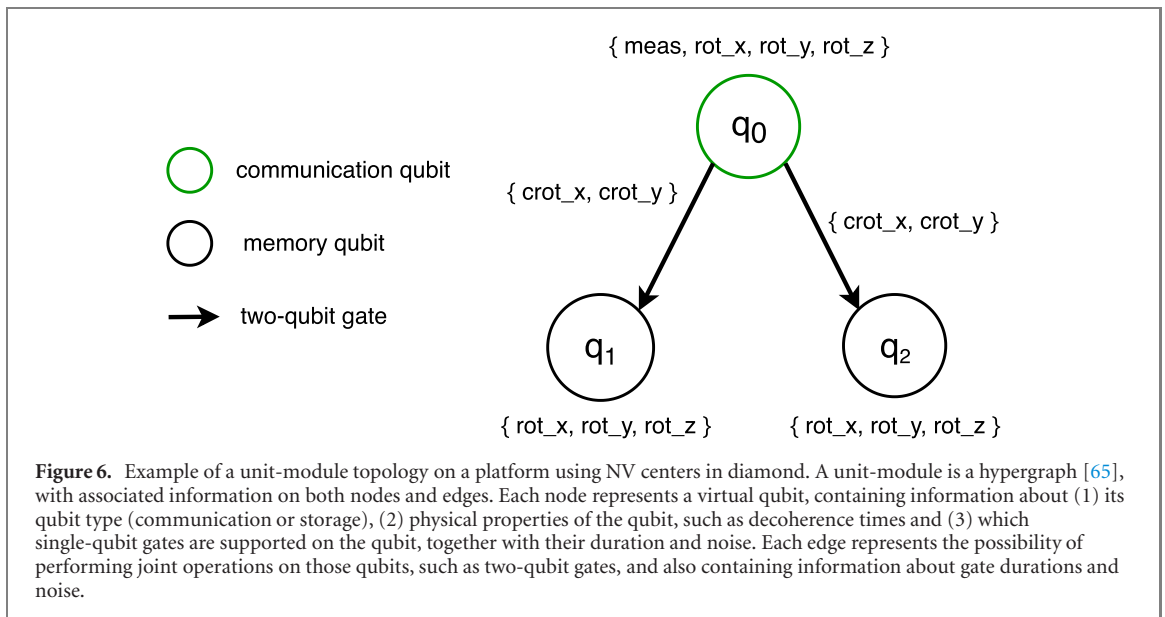 { meas, rot_x, rot_y, rot_z }
q0
communication qubit
{ crot_x, crot_y }
{ crot_x, crot_y }
memory qubit
two-qubit gate
q1
q2
{ rot_x, rot_y, rot_z }
{ rot_x, rot_y, rot_z }
Figure 6. Example of a unit-module topology on a platform using NV centers in diamond. A unit-module is a hypergraph [65],
with associated information on both nodes and edges. Each node represents a virtual qubit, containing information about (1) its
qubit type (communication or storage), (2) physical properties of the qubit, such as decoherence times and (3) which
single-qubit gates are supported on the qubit, together with their duration and noise. Each edge represents the possibility of
performing joint operations on those qubits, such as two-qubit gates, and also containing information about gate durations and
noise.